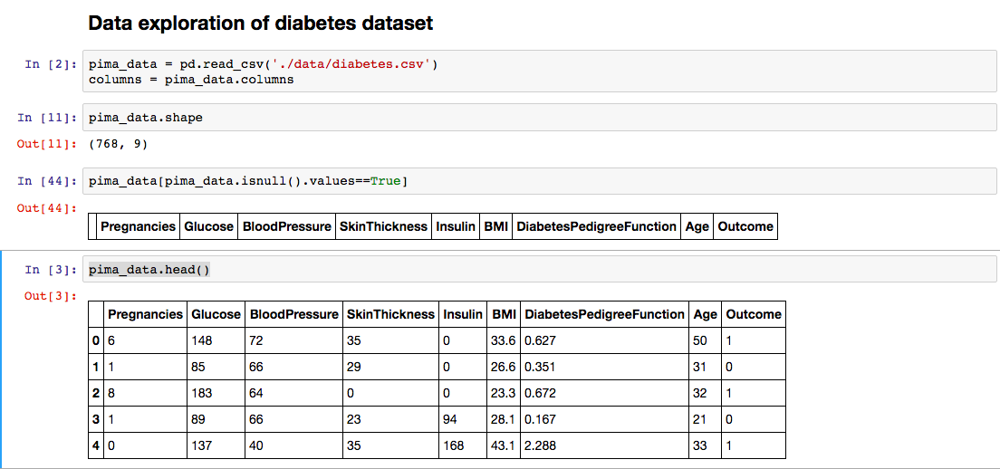 Data exploration of diabetes dataset
In [2]: pima_data = pd.read_csv('./data/diabetes.csv')
columns = pima_data.columns
In [11]: pima_data.shape
Out[11]: (768, 9)
In [44]: pima_data[pima_data.isnull().values==True]
Out[44]:
Pregnancies Glucose BloodPressure SkinThickness Insulin BMI DiabetesPedigreeFunction Age Outcome
In [3]: pima_data.head()
Out[3]:
Pregnancies Glucose BloodPressure SkinThickness Insulin BMI DiabetesPedigreeFunction Age Outcome
0 6 148 72 35 0 33.6 0.627 50 1
1 1 85 66 29 0 26.6 0.351 31 0
2 8 183 64 0 0 23.3 0.672 32 1
3 1 89 66 23 94 28.1 0.167 21 0
4 0 137 40 35 168 43.1 2.288 33 1